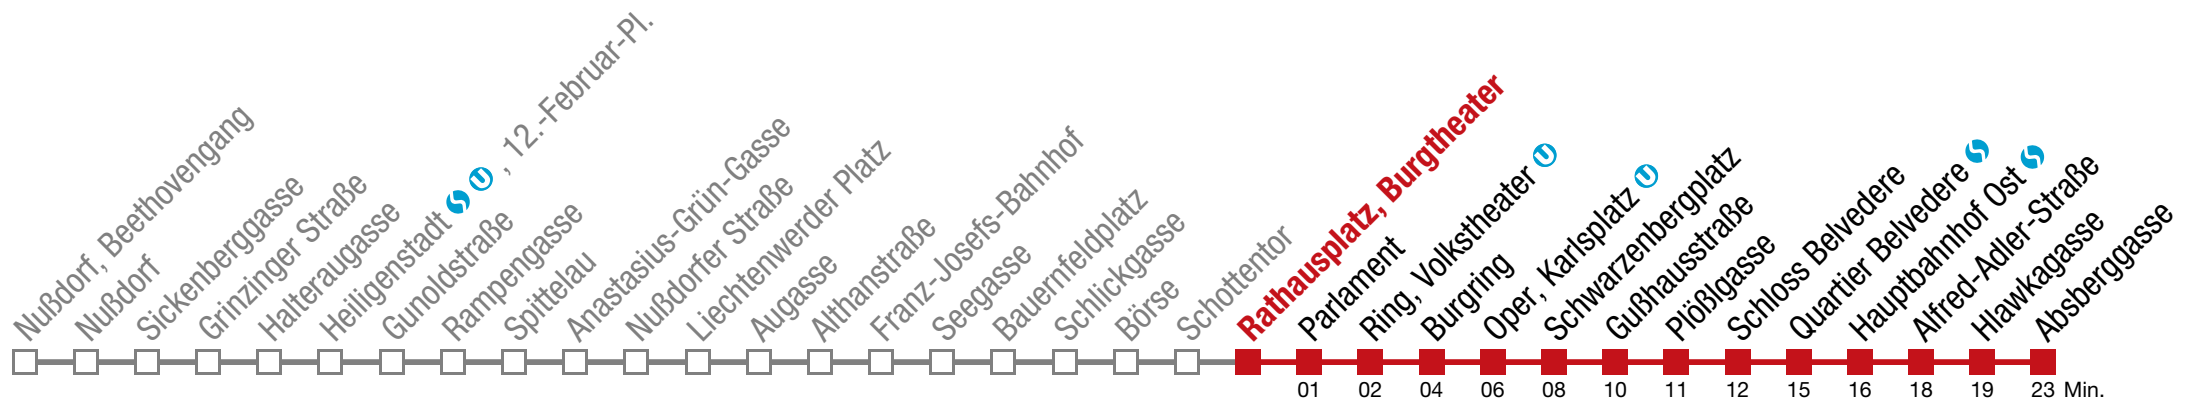 Nußdorf, Beethovengang
Nußdorf
Sickenberggasse
Grinzinger Straße
Halteraugasse
Heiligenstadt S U , 12.-Februar-Pl.
Gunoldstraße
Rampengasse
Spittelau
Anastasius-Grün-Gasse
Nußdorfer Straße
Liechtenwerder Platz
Augasse
Althanstraße
Franz-Josefs-Bahnhof
Seegasse
Bauernfeldplatz
Schlickgasse
Börse
Schottentor
Rathausplatz, Burgtheater
Parlament
Ring, Volkstheater U
Burgring
Oper, Karlsplatz U
Schwarzenbergplatz
Gußhausstraße
Plößlgasse
Schloss Belvedere
Quartier Belvedere S
Hauptbahnhof Ost S
Alfred-Adler-Straße
Hlawkagasse
Absberggasse
01 02 04 06 08 10 11 12 15 16 18 19 23 Min.